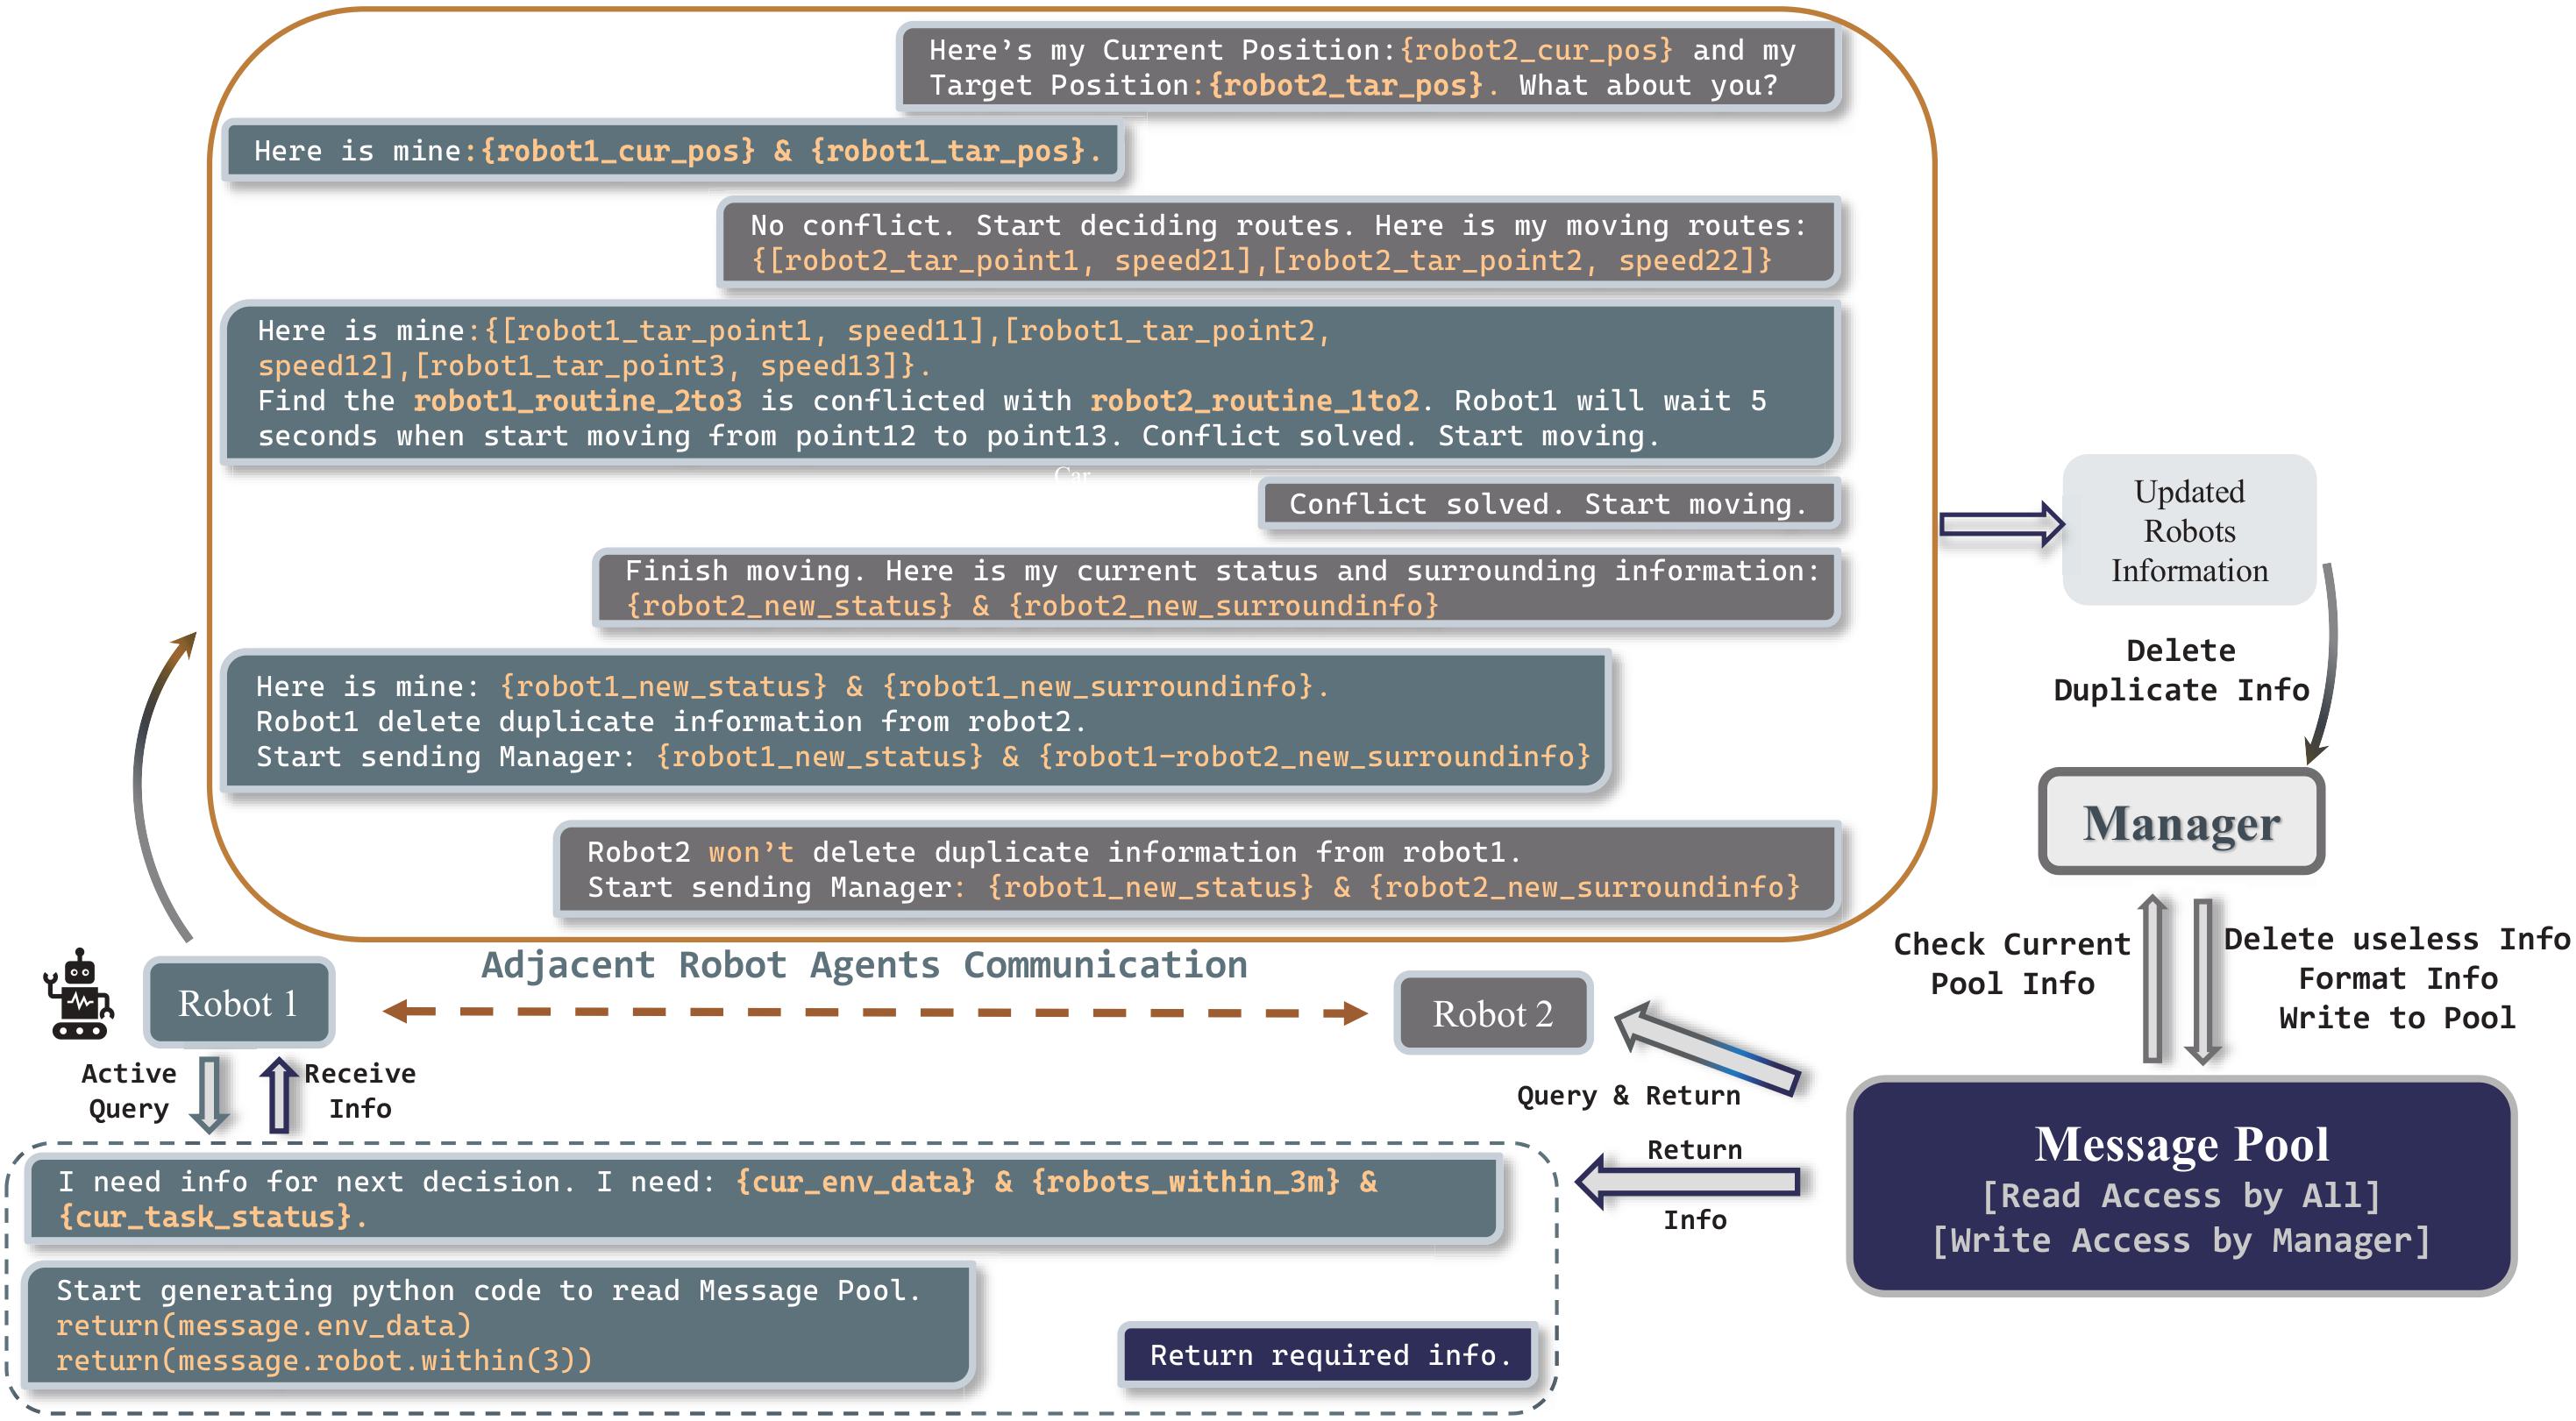 Here's my Current Position:{robot2_cur_pos} and my
Target Position:{robot2_tar_pos}. What about you?
Here is mine:{robot1_cur_pos} & {robot1_tar_pos}.
No conflict. Start deciding routes. Here is my moving routes:
{[robot2_tar_point1, speed21],[robot2_tar_point2, speed22]}
Here is mine:{[robot1_tar_point1, speed11],[robot1_tar_point2,
speed12],[robot1_tar_point3, speed13]}.
Find the robot1_routine_2to3 is conflicted with robot2_routine_1to2. Robot1 will wait 5
seconds when start moving from point12 to point13. Conflict solved. Start moving.
Car
Conflict solved. Start moving.
Finish moving. Here is my current status and surrounding information:
{robot2_new_status} & {robot2_new_surroundinfo}
Here is mine: {robot1_new_status} & {robot1_new_surroundinfo}.
Robot1 delete duplicate information from robot2.
Start sending Manager: {robot1_new_status} & {robot1-robot2_new_surroundinfo}
Robot2 won't delete duplicate information from robot1.
Start sending Manager: {robot1_new_status} & {robot2_new_surroundinfo}
Updated
Robots
Information
Delete
Duplicate Info
Manager
Check Current
Pool Info
Delete useless Info
Format Info
Write to Pool
Adjacent Robot Agents Communication
Robot 1
Robot 2
Active
Query
Receive
Info
Query & Return
Return
Info
Message Pool
[Read Access by All]
[Write Access by Manager]
I need info for next decision. I need: {cur_env_data} & {robots_within_3m} &
{cur_task_status}.
Start generating python code to read Message Pool.
return(message.env_data)
return(message.robot.within(3))
Return required info.